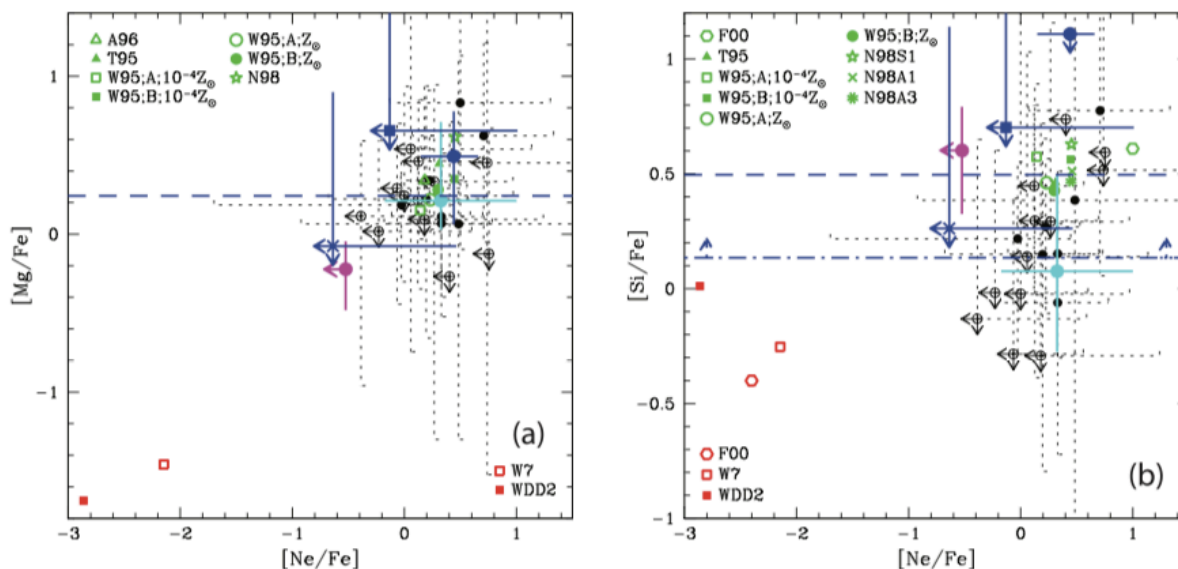 A96
T95
W95;A;10⁻⁴Z⊙
W95;B;10⁻⁴Z⊙
W95;A;Z⊙
W95;B;Z⊙
N98
1
0
−1
[Mg/Fe]
(a)
W7
WDD2
−3
−2
−1
0
1
[Ne/Fe]
F00
T95
W95;A;10⁻⁴Z⊙
W95;B;10⁻⁴Z⊙
W95;A;Z⊙
W95;B;Z⊙
N98S1
N98A1
N98A3
1
0.5
0
−0.5
−1
[Si/Fe]
F00
W7
WDD2
(b)
−3
−2
−1
0
1
[Ne/Fe]